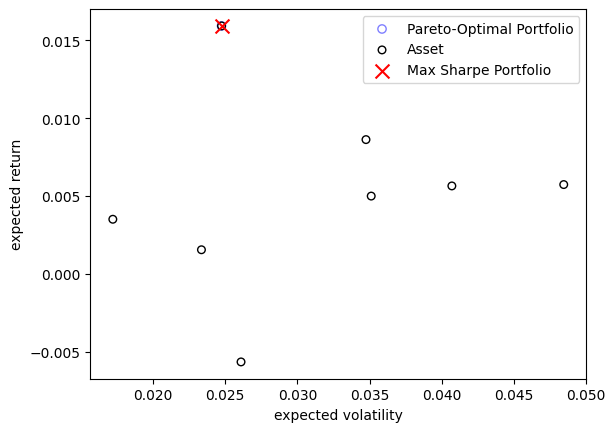 Pareto-Optimal Portfolio
Asset
Max Sharpe Portfolio
0.015
0.010
0.005
0.000
−0.005
expected return
0.020 0.025 0.030 0.035 0.040 0.045 0.050
expected volatility